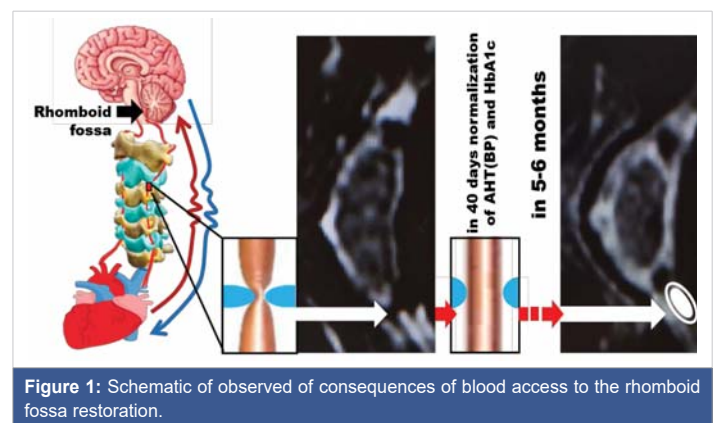 Rhomboid
fossa
in 40 days normalization
of AHT(BP) and HbA1c
in 5-6 months
Figure 1: Schematic of observed of consequences of blood access to the rhomboid
fossa restoration.